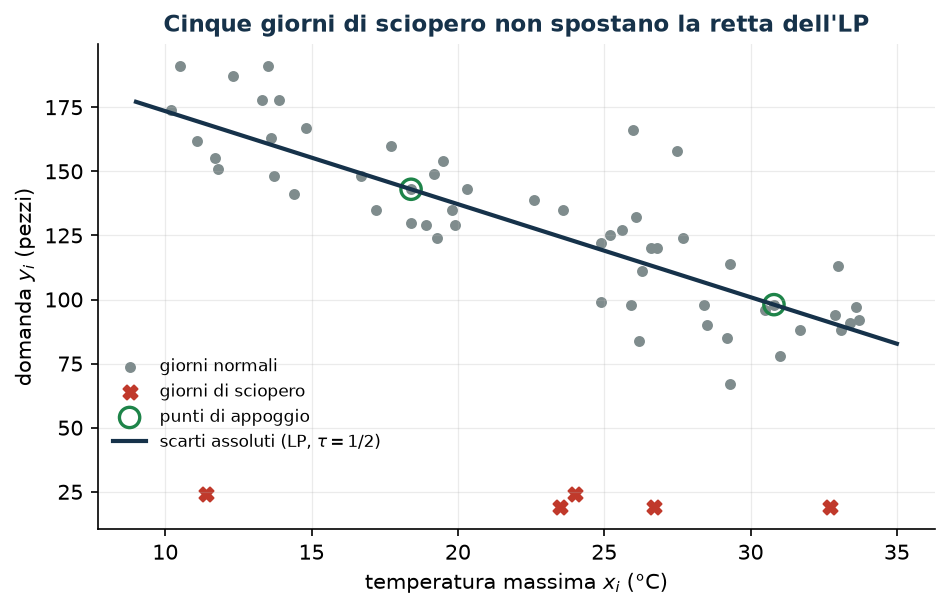 Cinque giorni di sciopero non spostano la retta dell'LP
domanda yᵢ (pezzi)
175
150
125
100
75
50
25
giorni normali
giorni di sciopero
punti di appoggio
scarti assoluti (LP, τ = 1/2)
10 15 20 25 30 35
temperatura massima xᵢ (°C)